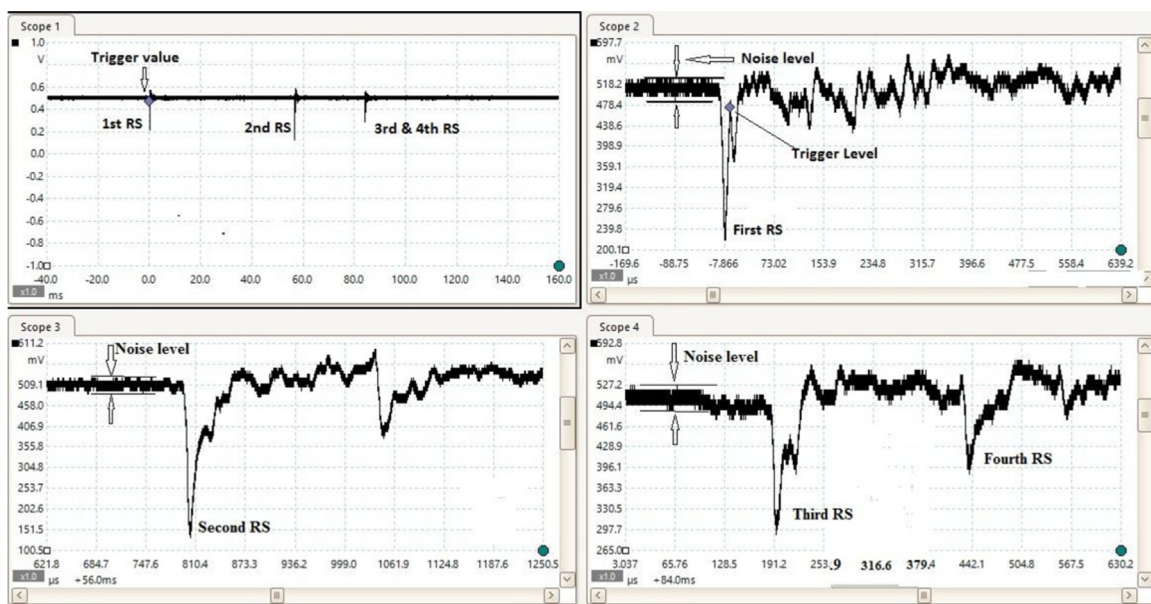 Scope 1
1.0
V
Trigger value
0.6
0.4
1st RS
2nd RS
3rd & 4th RS
0.2
0.0
-0.2
-0.4
-0.6
-0.8
-1.0
-40.0 -20.0 0.0 20.0 40.0 60.0 80.0 100.0 120.0 140.0 160.0
x1.0 ms
Scope 2
597.7
mV
Noise level
518.2
478.4
438.6
Trigger Level
398.9
359.1
319.4
279.6
239.8
First RS
200.1
-169.6 -88.75 -7.866 73.02 153.9 234.8 315.7 396.6 477.5 558.4 639.2
x1.0 µs
Scope 3
611.2
mV
Noise level
509.1
458.0
406.9
355.8
304.8
253.7
202.6
151.5
Second RS
100.5
621.8 684.7 747.6 810.4 873.3 936.2 999.0 1061.9 1124.8 1187.6 1250.5
x1.0 µs +56.0ms
Scope 4
592.8
mV
Noise level
527.2
494.4
461.6
428.9
396.1
Fourth RS
363.3
330.5
Third RS
297.7
265.0
3.037 65.76 128.5 191.2 253.9 316.6 379.4 442.1 504.8 567.5 630.2
x1.0 µs +84.0ms